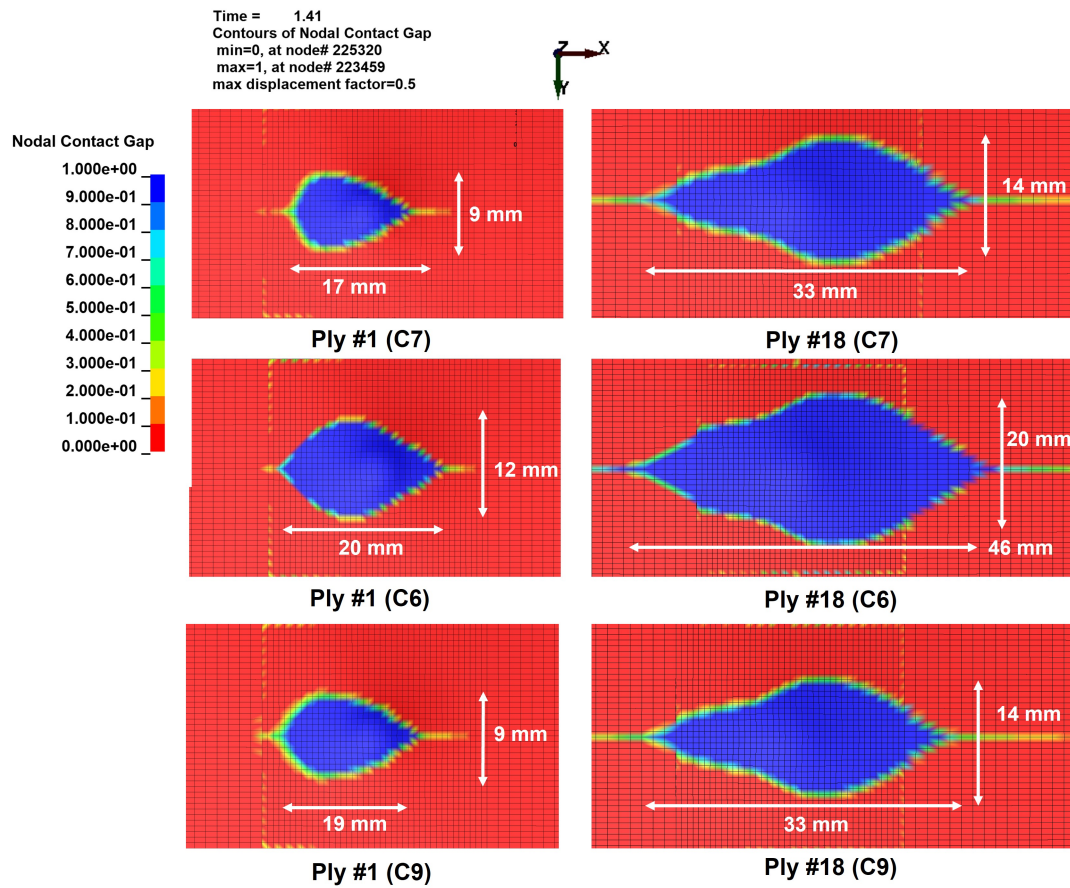 Time = 1.41
Contours of Nodal Contact Gap
min=0, at node# 225320
max=1, at node# 223459
max displacement factor=0.5
Z
X
Y
Nodal Contact Gap
1.000e+00
9.000e-01
8.000e-01
7.000e-01
6.000e-01
5.000e-01
4.000e-01
3.000e-01
2.000e-01
1.000e-01
0.000e+00
9 mm
17 mm
14 mm
33 mm
Ply #1 (C7)
Ply #18 (C7)
12 mm
20 mm
20 mm
46 mm
Ply #1 (C6)
Ply #18 (C6)
9 mm
19 mm
14 mm
33 mm
Ply #1 (C9)
Ply #18 (C9)